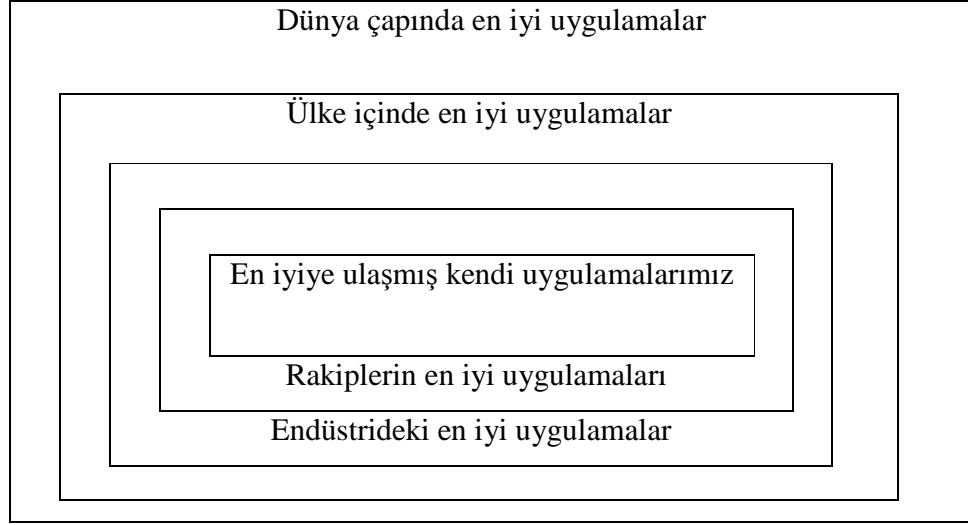 Dünya çapında en iyi uygulamalar
Ülke içinde en iyi uygulamalar
En iyiye ulaşmış kendi uygulamalarımız
Rakiplerin en iyi uygulamaları
Endüstrideki en iyi uygulamalar